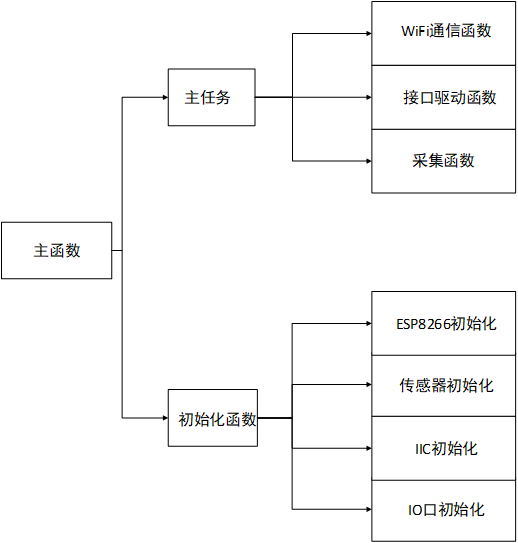 WiFi通信函数
主任务
接口驱动函数
采集函数
主函数
ESP8266初始化
传感器初始化
初始化函数
IIC初始化
IO口初始化